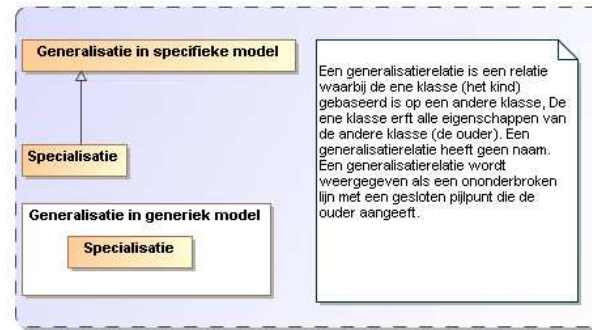 Generalisatie in specifieke model
Specialisatie
Generalisatie in generiek model
Specialisatie
Een generalisatierelatie is een relatie
waarbij de ene klasse (het kind)
gebaseerd is op een andere klasse, De
ene klasse erft alle eigenschappen van
de andere klasse (de ouder). Een
generalisatierelatie heeft geen naam.
Een generalisatierelatie wordt
weergegeven als een ononderbroken
lijn met een gesloten pijlpunt die de
ouder aangeeft.